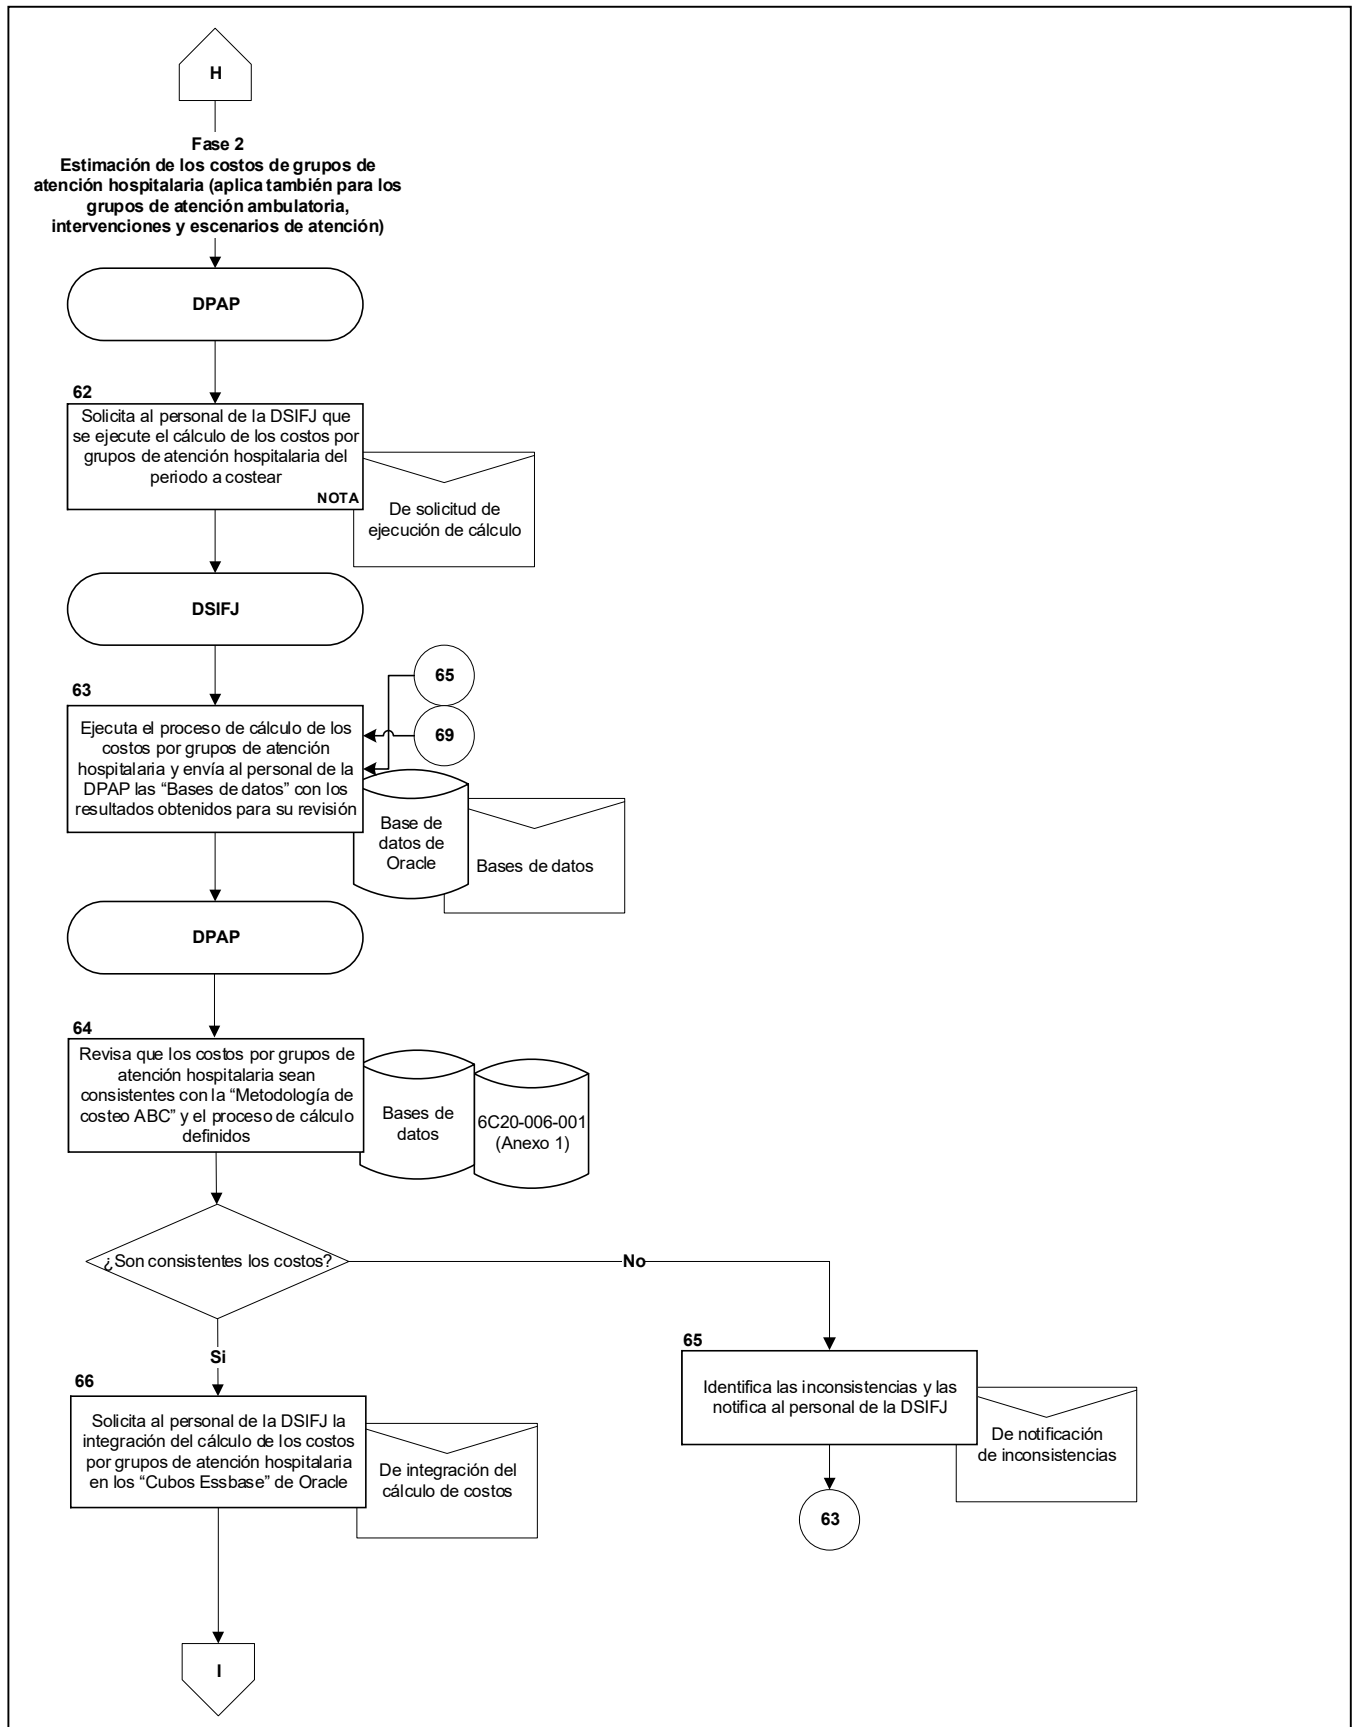 H
Fase 2
Estimación de los costos de grupos de
atención hospitalaria (aplica también para los
grupos de atención ambulatoria,
intervenciones y escenarios de atención)
DPAP
62
Solicita al personal de la DSIFJ que
se ejecute el cálculo de los costos por
grupos de atención hospitalaria del
periodo a costear
NOTA
De solicitud de
ejecución de cálculo
DSIFJ
65
63
69
Ejecuta el proceso de cálculo de los
costos por grupos de atención
hospitalaria y envía al personal de la
DPAP las “Bases de datos” con los
resultados obtenidos para su revisión
Base de
datos de
Oracle
Bases de datos
DPAP
64
Revisa que los costos por grupos de
atención hospitalaria sean
consistentes con la “Metodología de
costeo ABC” y el proceso de cálculo
definidos
Bases de
datos
6C20-006-001
(Anexo 1)
¿Son consistentes los costos?
No
Si
65
Identifica las inconsistencias y las
notifica al personal de la DSIFJ
De notificación
de inconsistencias
63
66
Solicita al personal de la DSIFJ la
integración del cálculo de los costos
por grupos de atención hospitalaria
en los “Cubos Essbase” de Oracle
De integración del
cálculo de costos
I